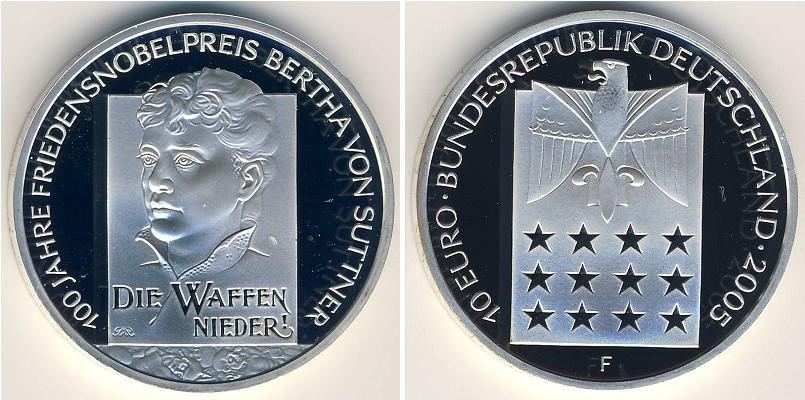 100 JAHRE FRIEDENSNOBELPREIS BERTHA VON SUTTNER
DIE WAFFEN
NIEDER!
10 EURO · BUNDESREPUBLIK DEUTSCHLAND · 2005
F